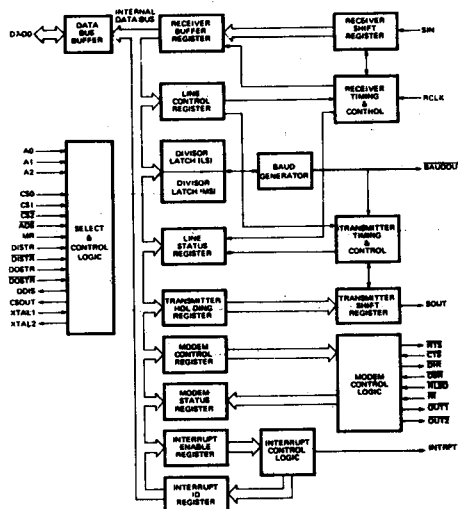 INTERNAL
DATA BUS
D7-D0
DATA
BUS
BUFFER
RECEIVER
BUFFER
REGISTER
RECEIVER
SHIFT
REGISTER
SIN
LINE
CONTROL
REGISTER
RECEIVER
TIMING
&
CONTROL
RCLK
A0
A1
A2
CS0
CS1
CS2
ADS
MR
DISTR
DISTR
DOSTR
DOSTR
DDIS
CSOUT
XTAL1
XTAL2
SELECT
&
CONTROL
LOGIC
DIVISOR
LATCH (LS)
DIVISOR
LATCH (MS)
BAUD
GENERATOR
BAUDOUT
LINE
STATUS
REGISTER
TRANSMITTER
TIMING
&
CONTROL
TRANSMITTER
HOLDING
REGISTER
TRANSMITTER
SHIFT
REGISTER
SOUT
MODEM
CONTROL
REGISTER
MODEM
STATUS
REGISTER
MODEM
CONTROL
LOGIC
RTS
CTS
DTR
DSR
RLSD
RI
OUT1
OUT2
INTERRUPT
ENABLE
REGISTER
INTERRUPT
CONTROL
LOGIC
INTRPT
INTERRUPT
ID
REGISTER